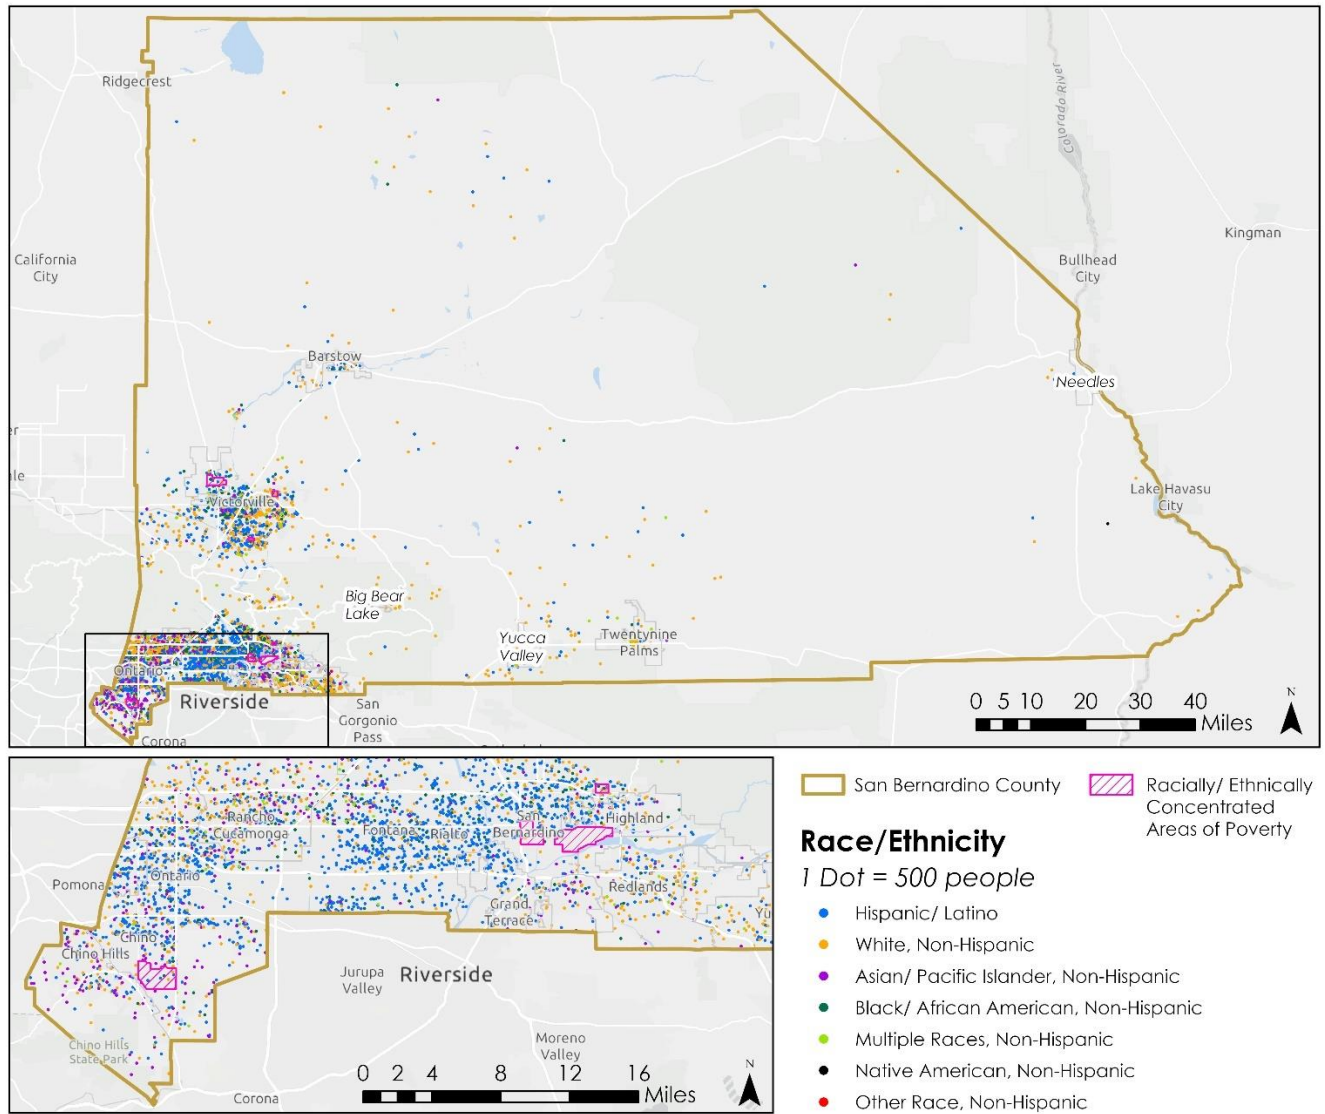 Ridgecrest
Colorado River
Kingman
California
City
Bullhead
City
Barstow
Needles
er
le
Lake Havasu
City
Victorville
Big Bear
Lake
Yucca
Valley
Twentynine
Palms
Ontario
Riverside
San
Gorgonio
Pass
Corona
0 5 10 20 30 40
Miles
N
Rancho
Cucamonga
Fontana
Rialto
San
Bernardino
Highland
Pomona
Ontario
Redlands
Grand
Terrace
Yu
Chino
Chino Hills
Jurupa
Valley
Riverside
Moreno
Valley
Chino Hills
State Park
Corona
0 2 4 8 12 16
Miles
N
San Bernardino County
Racially/ Ethnically
Concentrated
Areas of Poverty
Race/Ethnicity
1 Dot = 500 people
Hispanic/ Latino
White, Non-Hispanic
Asian/ Pacific Islander, Non-Hispanic
Black/ African American, Non-Hispanic
Multiple Races, Non-Hispanic
Native American, Non-Hispanic
Other Race, Non-Hispanic